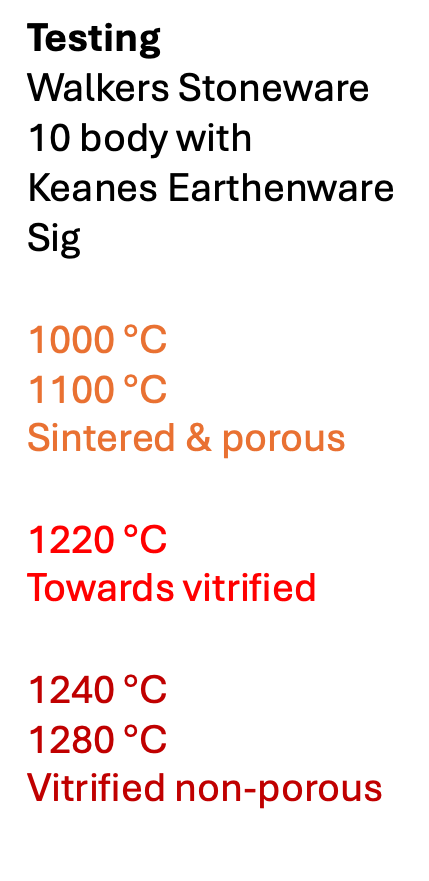 Testing
Walkers Stoneware
10 body with
Keanes Earthenware
Sig
1000 °C
1100 °C
Sintered & porous
1220 °C
Towards vitrified
1240 °C
1280 °C
Vitrified non-porous